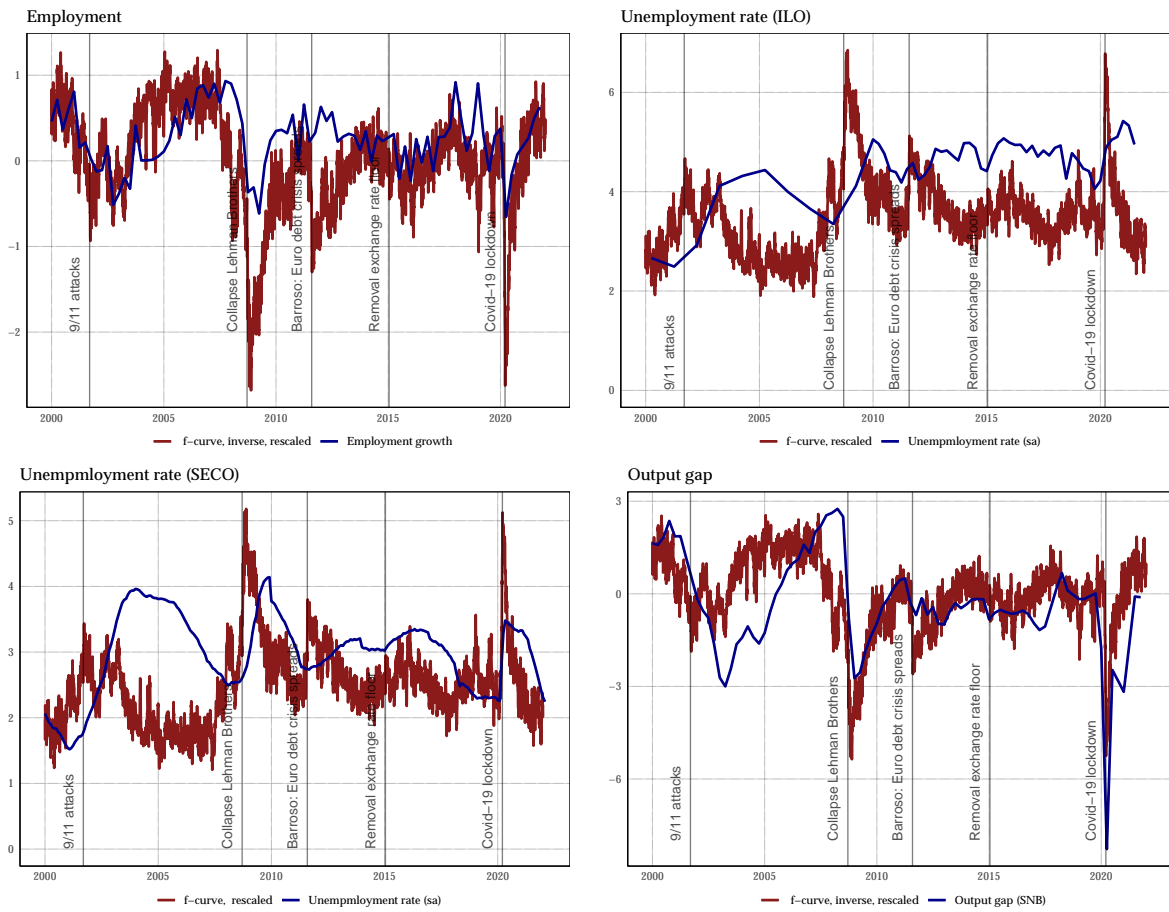 Employment
1
0
−1
−2
9/11 attacks
Collapse Lehman Brothers
Barroso: Euro debt crisis spreads
Removal exchange rate floor
Covid−19 lockdown
2000 2005 2010 2015 2020
f−curve, inverse, rescaled Employment growth
Unemployment rate (ILO)
6
4
2
0
9/11 attacks
Collapse Lehman Brothers
Barroso: Euro debt crisis spreads
Removal exchange rate floor
Covid−19 lockdown
2000 2005 2010 2015 2020
f−curve, rescaled Unempmloyment rate (sa)
Unempmloyment rate (SECO)
5
4
3
2
1
0
9/11 attacks
Collapse Lehman Brothers
Barroso: Euro debt crisis spreads
Removal exchange rate floor
Covid−19 lockdown
2000 2005 2010 2015 2020
f−curve, rescaled Unempmloyment rate (sa)
Output gap
3
0
−3
−6
9/11 attacks
Collapse Lehman Brothers
Barroso: Euro debt crisis spreads
Removal exchange rate floor
Covid−19 lockdown
2000 2005 2010 2015 2020
f−curve, inverse, rescaled Output gap (SNB)